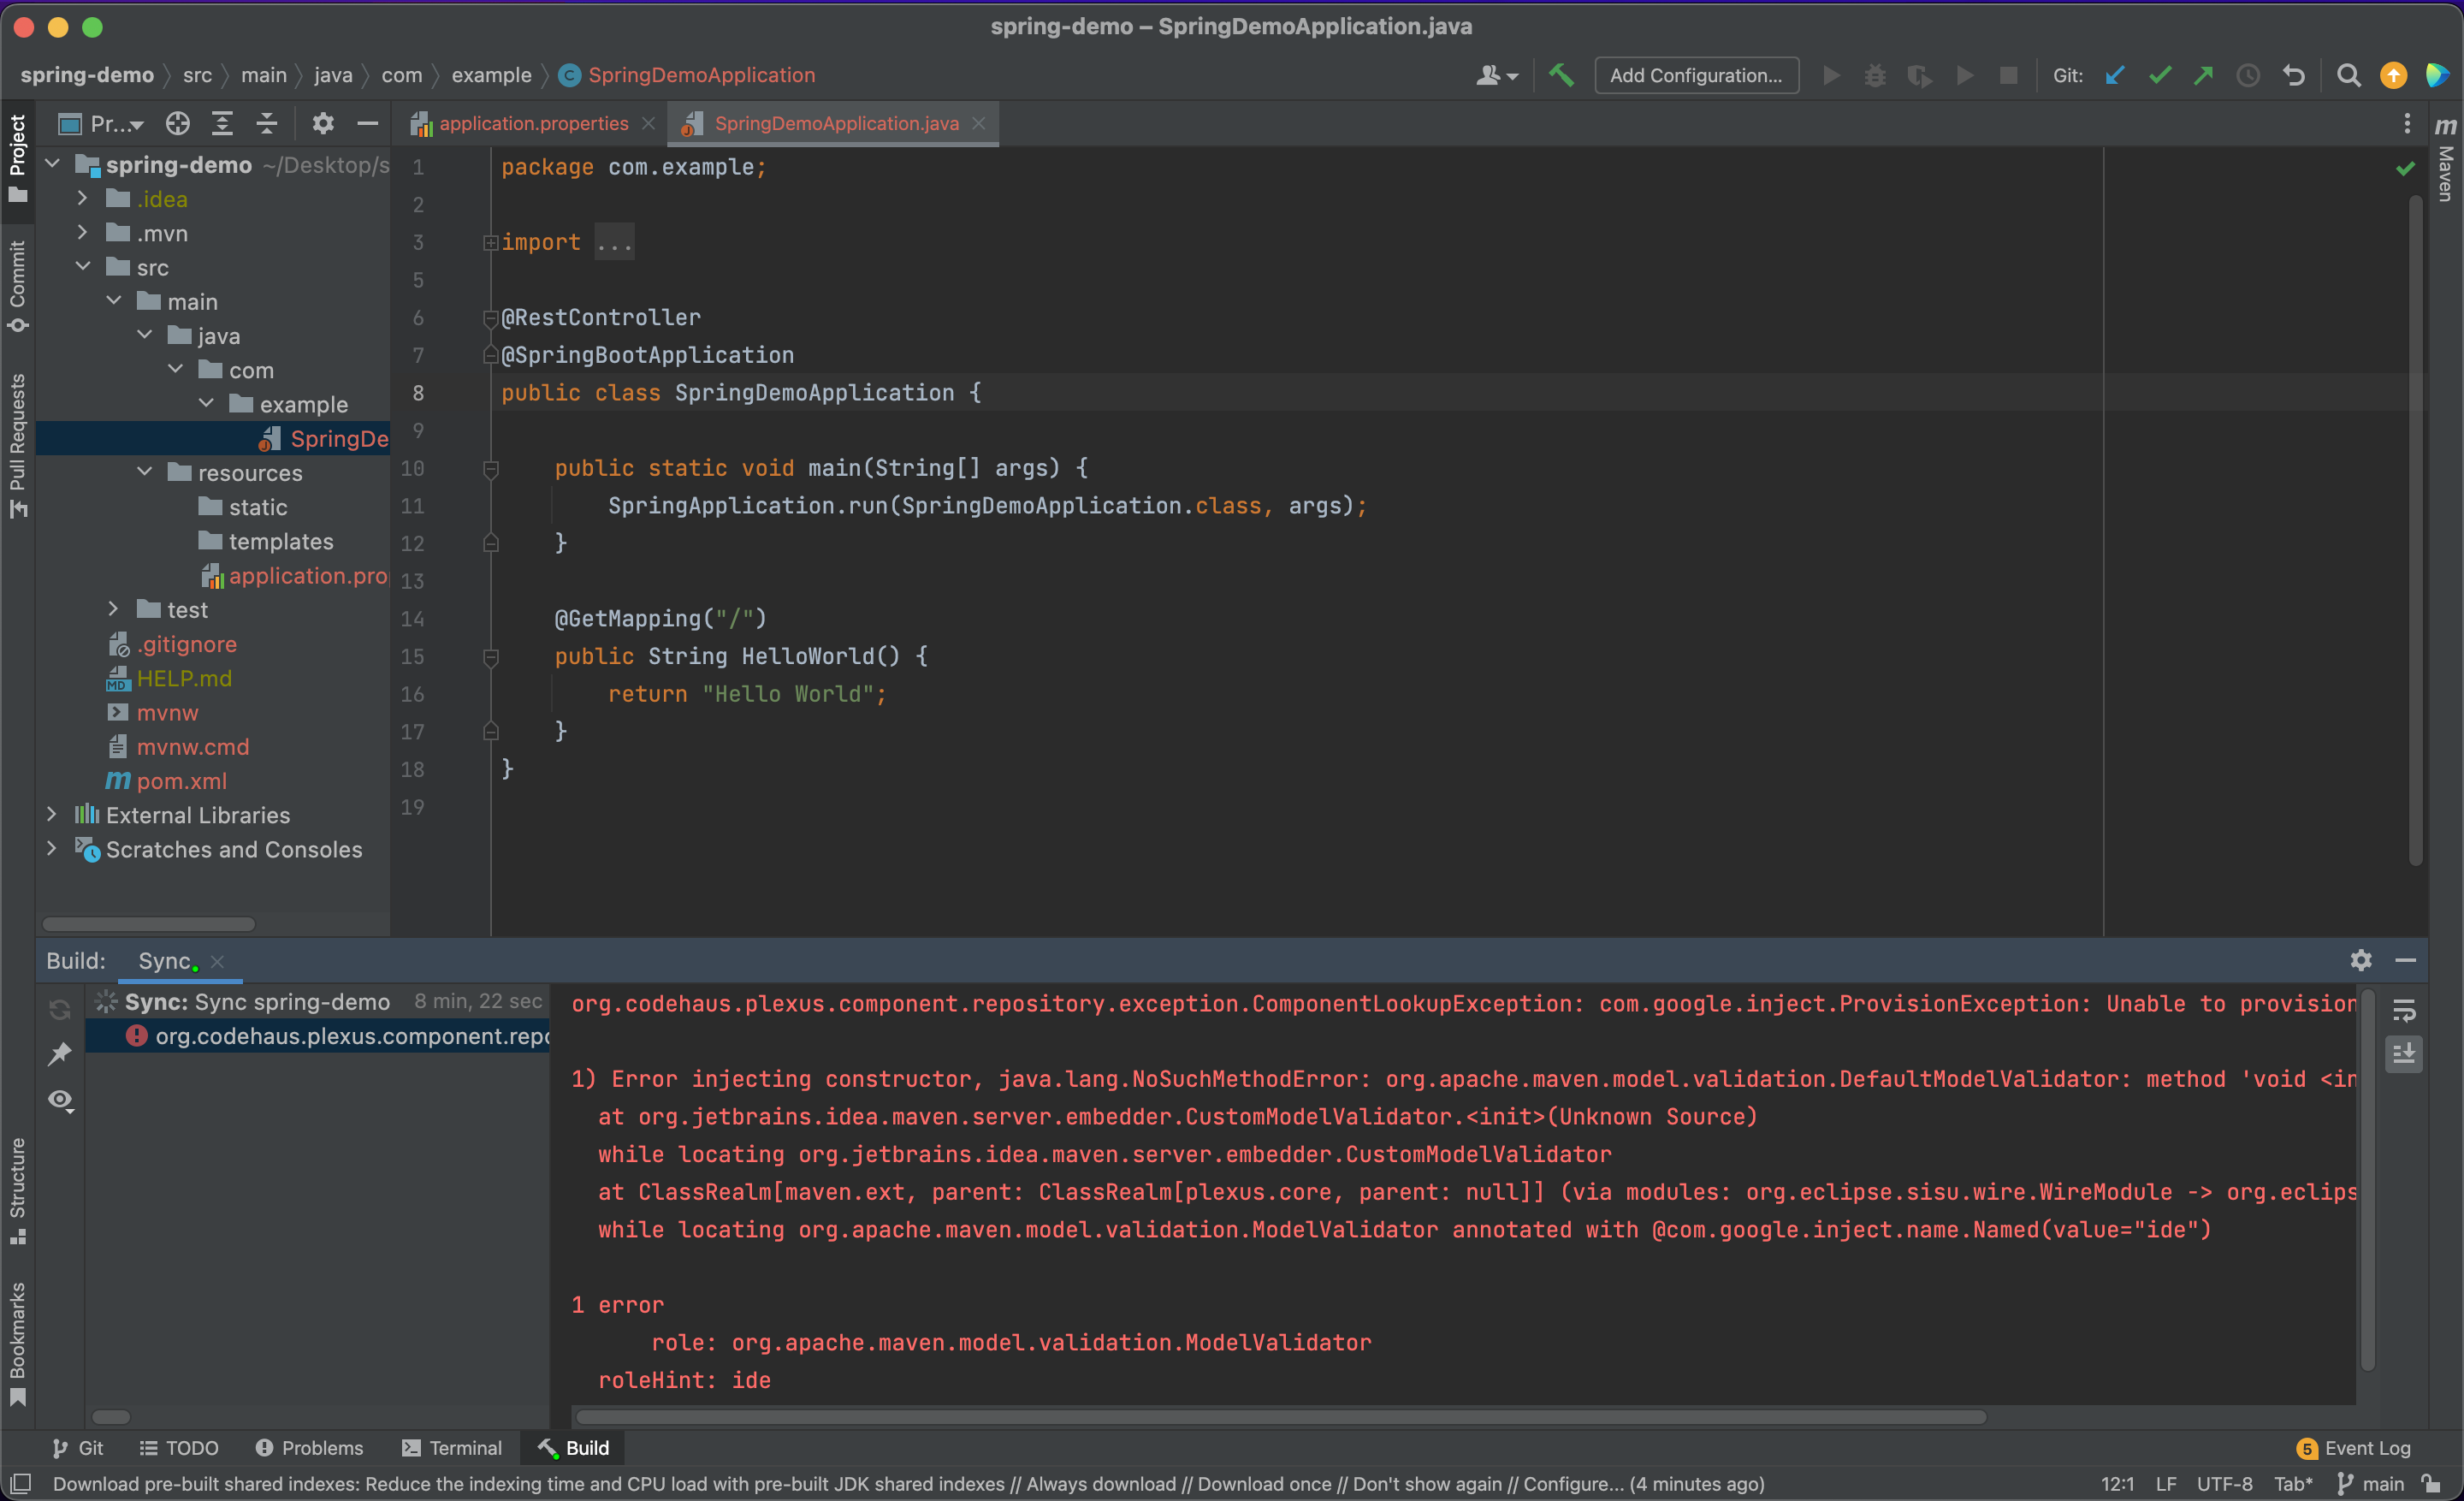 spring-demo – SpringDemoApplication.java
spring-demo src main java com example SpringDemoApplication
Add Configuration...
Git:
Project
Commit
Pull Requests
Structure
Bookmarks
Pr...
spring-demo ~/Desktop/s
.idea
.mvn
src
main
java
com
example
SpringDe
resources
static
templates
application.pro
test
.gitignore
HELP.md
mvnw
mvnw.cmd
pom.xml
External Libraries
Scratches and Consoles
application.properties
SpringDemoApplication.java
Maven
1 package com.example;
2
3 import ...
5
6 @RestController
7 @SpringBootApplication
8 public class SpringDemoApplication {
9
10 public static void main(String[] args) {
11 SpringApplication.run(SpringDemoApplication.class, args);
12 }
13
14 @GetMapping("/")
15 public String HelloWorld() {
16 return "Hello World";
17 }
18 }
19
Build: Sync
Sync: Sync spring-demo 8 min, 22 sec
org.codehaus.plexus.component.repo
org.codehaus.plexus.component.repository.exception.ComponentLookupException: com.google.inject.ProvisionException: Unable to provision
1) Error injecting constructor, java.lang.NoSuchMethodError: org.apache.maven.model.validation.DefaultModelValidator: method 'void <in
at org.jetbrains.idea.maven.server.embedder.CustomModelValidator.<init>(Unknown Source)
while locating org.jetbrains.idea.maven.server.embedder.CustomModelValidator
at ClassRealm[maven.ext, parent: ClassRealm[plexus.core, parent: null]] (via modules: org.eclipse.sisu.wire.WireModule -> org.eclips
while locating org.apache.maven.model.validation.ModelValidator annotated with @com.google.inject.name.Named(value="ide")
1 error
role: org.apache.maven.model.validation.ModelValidator
roleHint: ide
Git
TODO
Problems
Terminal
Build
5 Event Log
Download pre-built shared indexes: Reduce the indexing time and CPU load with pre-built JDK shared indexes // Always download // Download once // Don't show again // Configure... (4 minutes ago)
12:1 LF UTF-8 Tab* main